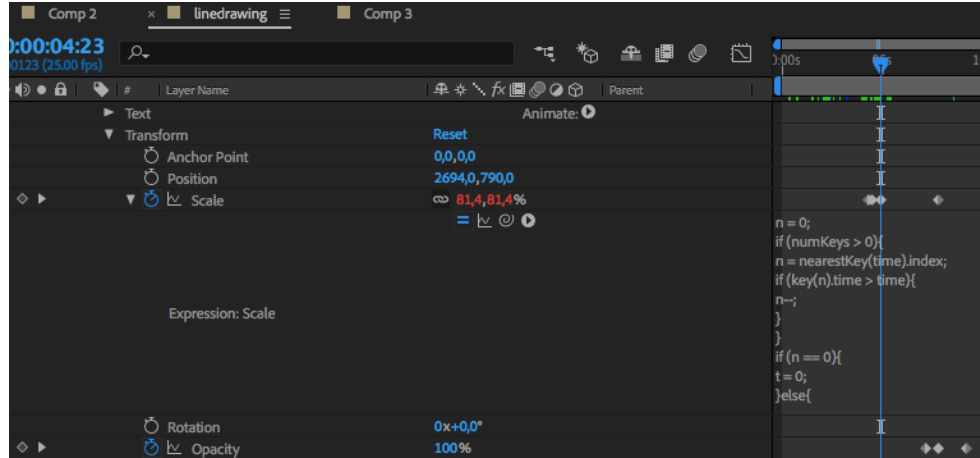 Comp 2
linedrawing
Comp 3
0:00:04:23
00123 (25.00 fps)
# Layer Name
Parent
Text
Animate:
Transform
Reset
Anchor Point
0,0,0,0
Position
2694,0,790,0
Scale
81,4,81,4%
Expression: Scale
n = 0;
if (numKeys > 0){
n = nearestKey(time).index;
if (key(n).time > time){
n--;
}
}
if (n == 0){
t = 0;
}else{
Rotation
0x+0,0°
Opacity
100%